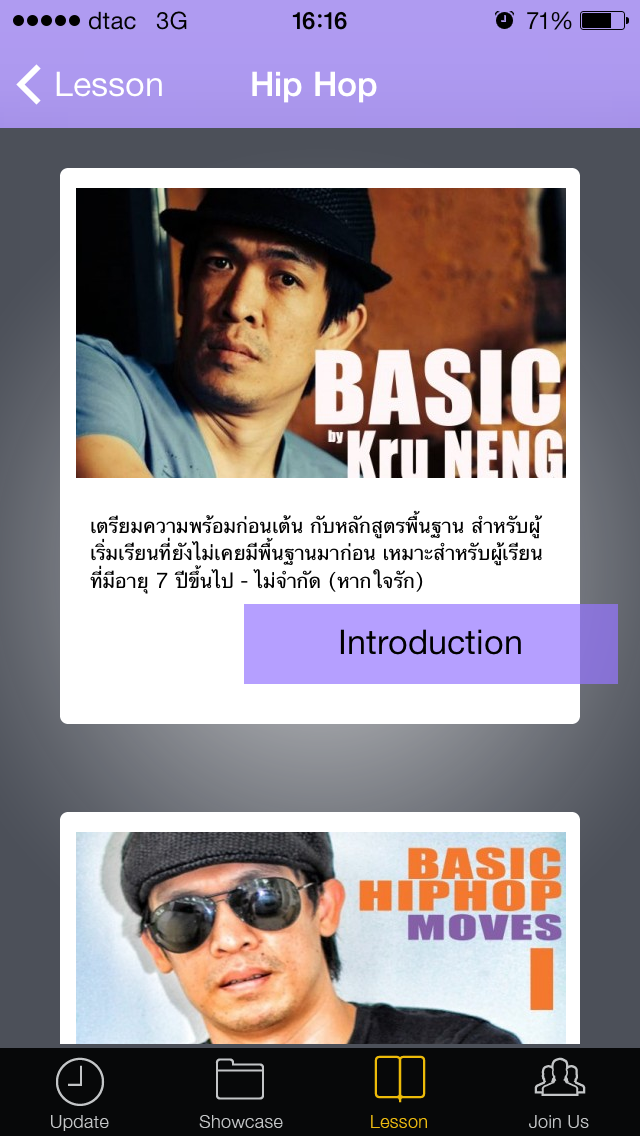 dtac 3G 16:16 71%
Lesson Hip Hop
BASIC
by Kru NENG
เตรียมความพร้อมก่อนเต้น กับหลักสูตรพื้นฐาน สำหรับผู้
เริ่มเรียนที่ยังไม่เคยมีพื้นฐานมาก่อน เหมาะสำหรับผู้เรียน
ที่มีอายุ 7 ปีขึ้นไป - ไม่จำกัด (หากใจรัก)
Introduction
BASIC
HIPHOP
MOVES
I
Update Showcase Lesson Join Us